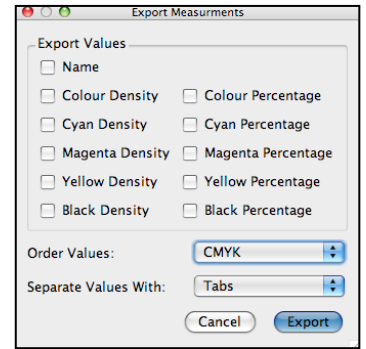 Export Measurments
Export Values
Name
Colour Density Colour Percentage
Cyan Density Cyan Percentage
Magenta Density Magenta Percentage
Yellow Density Yellow Percentage
Black Density Black Percentage
Order Values: CMYK
Separate Values With: Tabs
Cancel Export